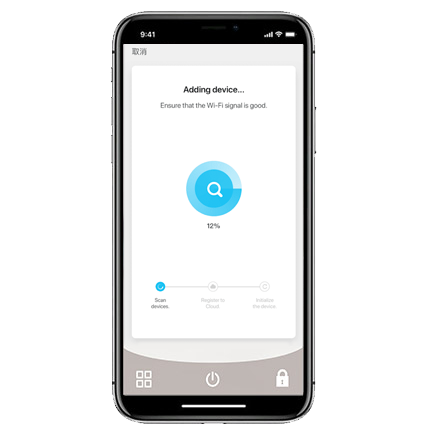 9:41
取消
Adding device...
Ensure that the Wi-Fi signal is good.
12%
Scan
devices.
Register to
Cloud
Initialize
the device